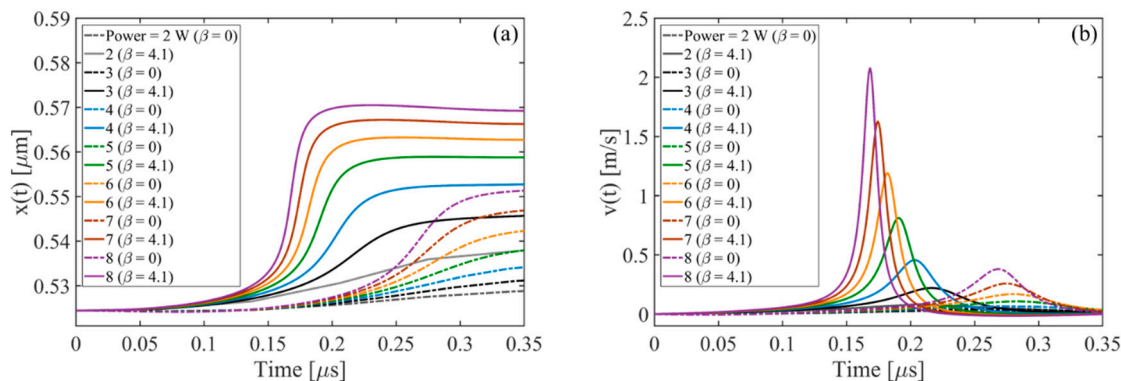 0.59
0.58
0.57
0.56
0.55
0.54
0.53
x(t) [μm]
(a)
Power = 2 W (β = 0)
2 (β = 4.1)
3 (β = 0)
3 (β = 4.1)
4 (β = 0)
4 (β = 4.1)
5 (β = 0)
5 (β = 4.1)
6 (β = 0)
6 (β = 4.1)
7 (β = 0)
7 (β = 4.1)
8 (β = 0)
8 (β = 4.1)
0 0.05 0.1 0.15 0.2 0.25 0.3 0.35
Time [μs]
2.5
2
1.5
1
0.5
0
v(t) [m/s]
(b)
Power = 2 W (β = 0)
2 (β = 4.1)
3 (β = 0)
3 (β = 4.1)
4 (β = 0)
4 (β = 4.1)
5 (β = 0)
5 (β = 4.1)
6 (β = 0)
6 (β = 4.1)
7 (β = 0)
7 (β = 4.1)
8 (β = 0)
8 (β = 4.1)
0 0.05 0.1 0.15 0.2 0.25 0.3 0.35
Time [μs]